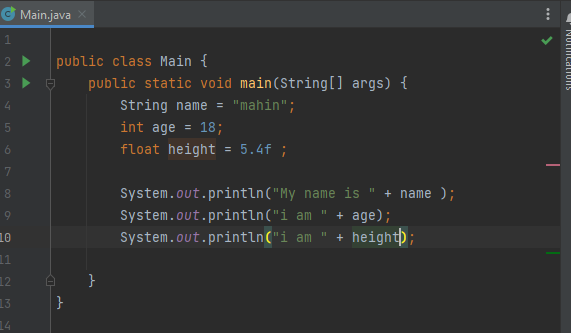 Main.java
Notifications
1
2 public class Main {
3 public static void main(String[] args) {
4 String name = "mahin";
5 int age = 18;
6 float height = 5.4f ;
7
8 System.out.println("My name is " + name );
9 System.out.println("i am " + age);
10 System.out.println("i am " + height);
11
12 }
13 }
14